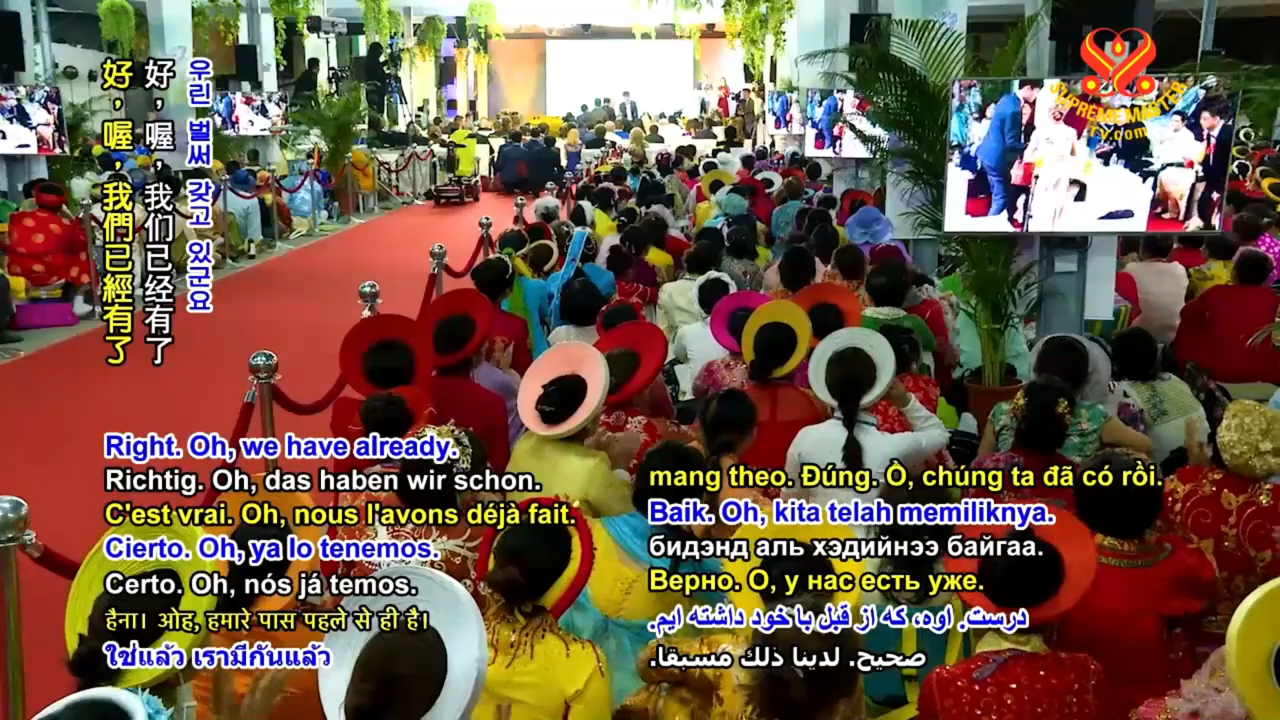 SUPREME MASTER
TV.com
우린 벌써 갖고 있군요
好，喔，我们已经有了
好，喔，我們已經有了
Right. Oh, we have already.
Richtig. Oh, das haben wir schon.
C'est vrai. Oh, nous l'avons déjà fait.
Cierto. Oh, ya lo tenemos.
Certo. Oh, nós já temos.
हैना। ओह, हमारे पास पहले से ही है।
ใช่แล้ว เรามีกันแล้ว
mang theo. Đúng. Ồ, chúng ta đã có rồi.
Baik. Oh, kita telah memiliknya.
бидэнд аль хэдийнээ байгаа.
Верно. О, у нас есть уже.
درست. اوه، که از قبل با خود داشته ایم.
صحيح. لدينا ذلك مسبقا.